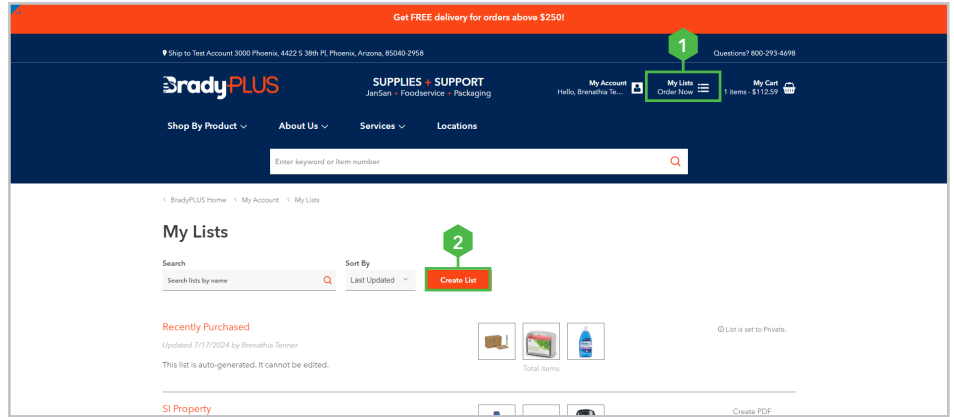 Get FREE delivery for orders above $250!
Ship to Test Account 3000 Phoenix, 4422 S 38th Pl, Phoenix, Arizona, 85040-2958
1
Questions? 800-293-4698
BradyPLUS
SUPPLIES + SUPPORT
JanSan + Foodservice + Packaging
My Account
Hello, Brenathia Te...
My Lists
Order Now
My Cart
1 items - $112.59
Shop By Product
About Us
Services
Locations
Enter keyword or item number
< BradyPLUS Home < My Account < My Lists
My Lists
2
Search
Sort By
Search lists by name
Last Updated
Create List
Recently Purchased
Updated 7/17/2024 by Brenathia Tenner
This list is auto-generated. It cannot be edited.
Total items
List is set to Private.
SI Property
Create PDF